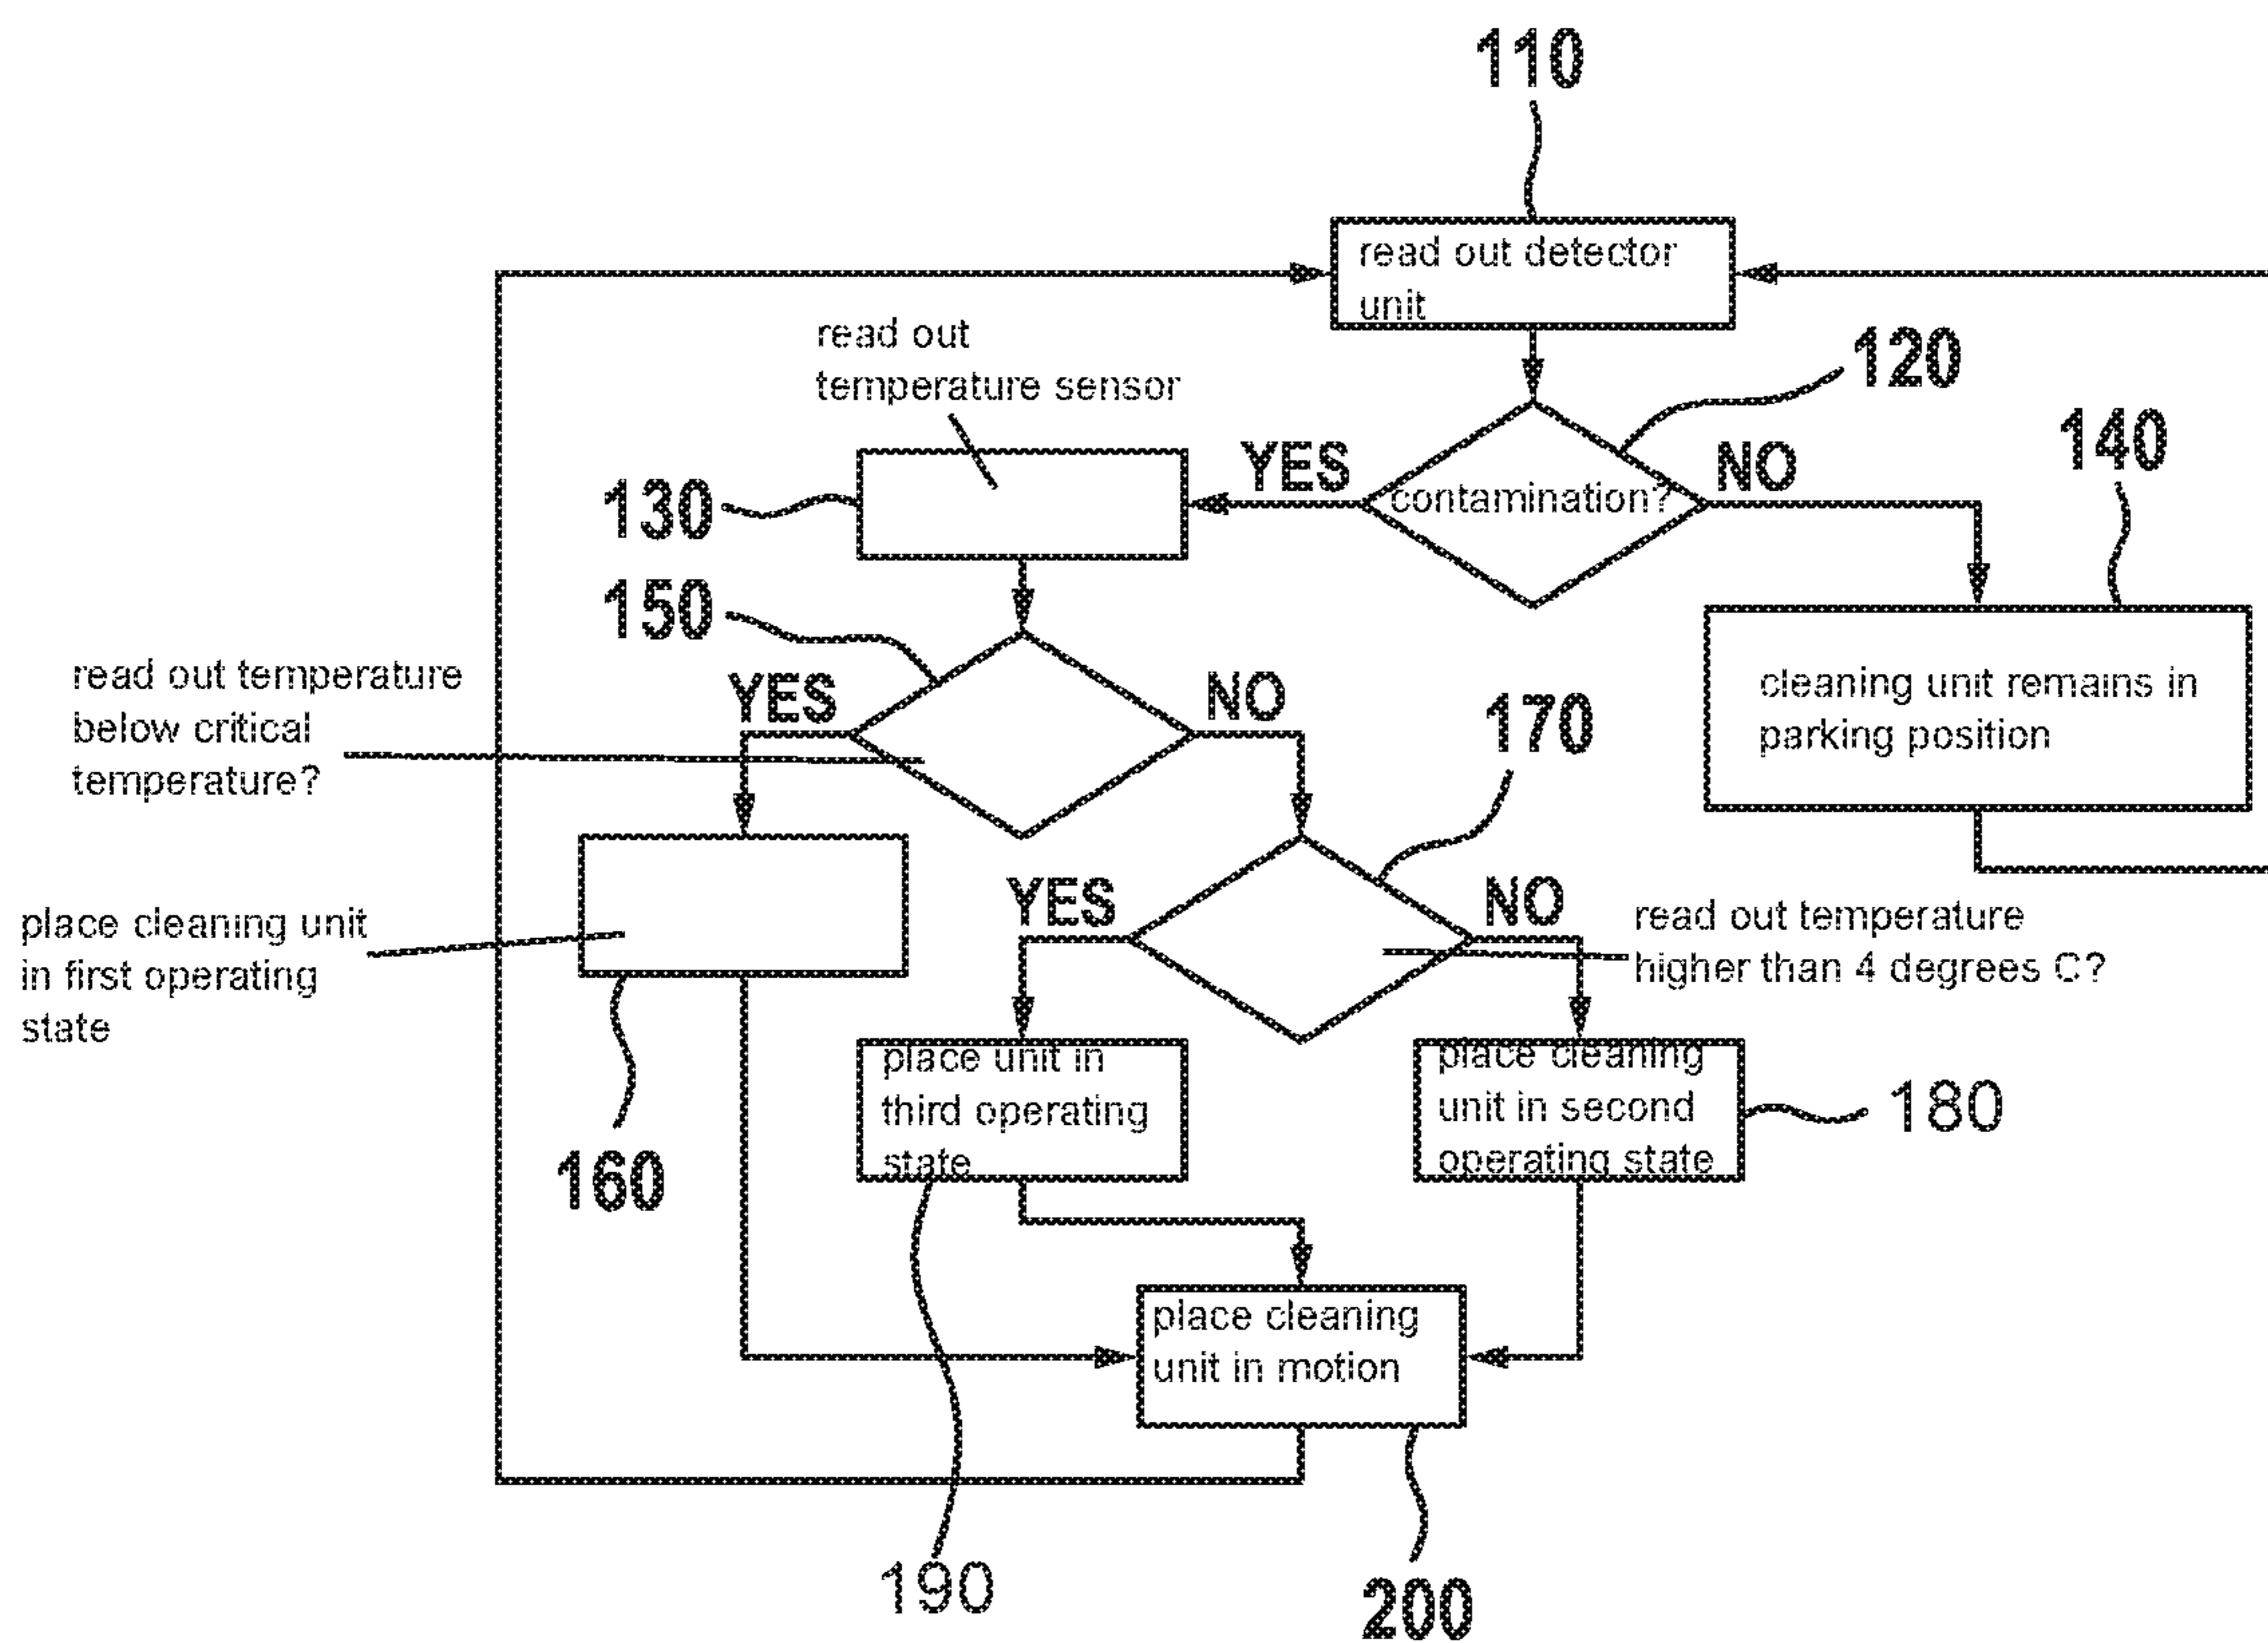 110
read out detector
unit
read out
temperature sensor
120
140
YES
NO
contamination?
130
150
read out temperature
below critical
temperature?
YES
NO
170
cleaning unit remains in
parking position
YES
NO
place cleaning unit
in first operating
state
read out temperature
higher than 4 degrees C?
place unit in
third operating
state
place cleaning
unit in second
operating state
180
160
place cleaning
unit in motion
190
200